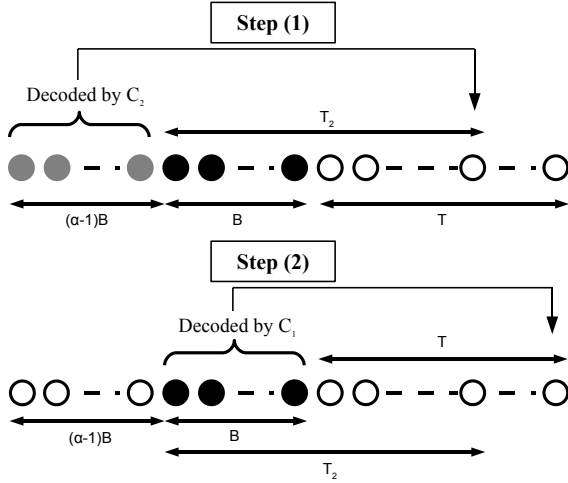 Step (1)
Decoded by C₂
T₂
(α-1)B
B
T
Step (2)
Decoded by C₁
T
(α-1)B
B
T₂